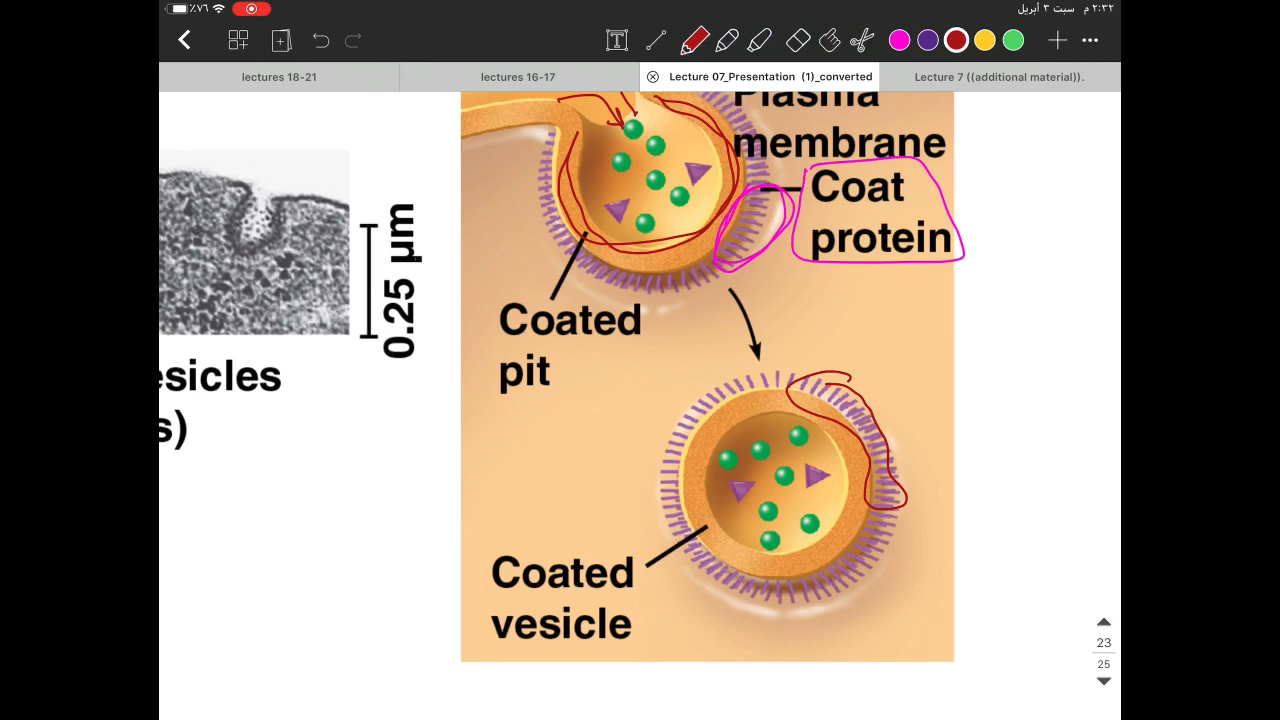 ٪٧٦ ٢:٣٢ م سبت ٣ أبريل
lectures 18-21 lectures 16-17 Lecture 07_Presentation (1)_converted Lecture 7 ((additional material)).
Plasma
membrane
Coat
protein
0.25 µm
Coated
pit
esicles
s)
Coated
vesicle
23
25